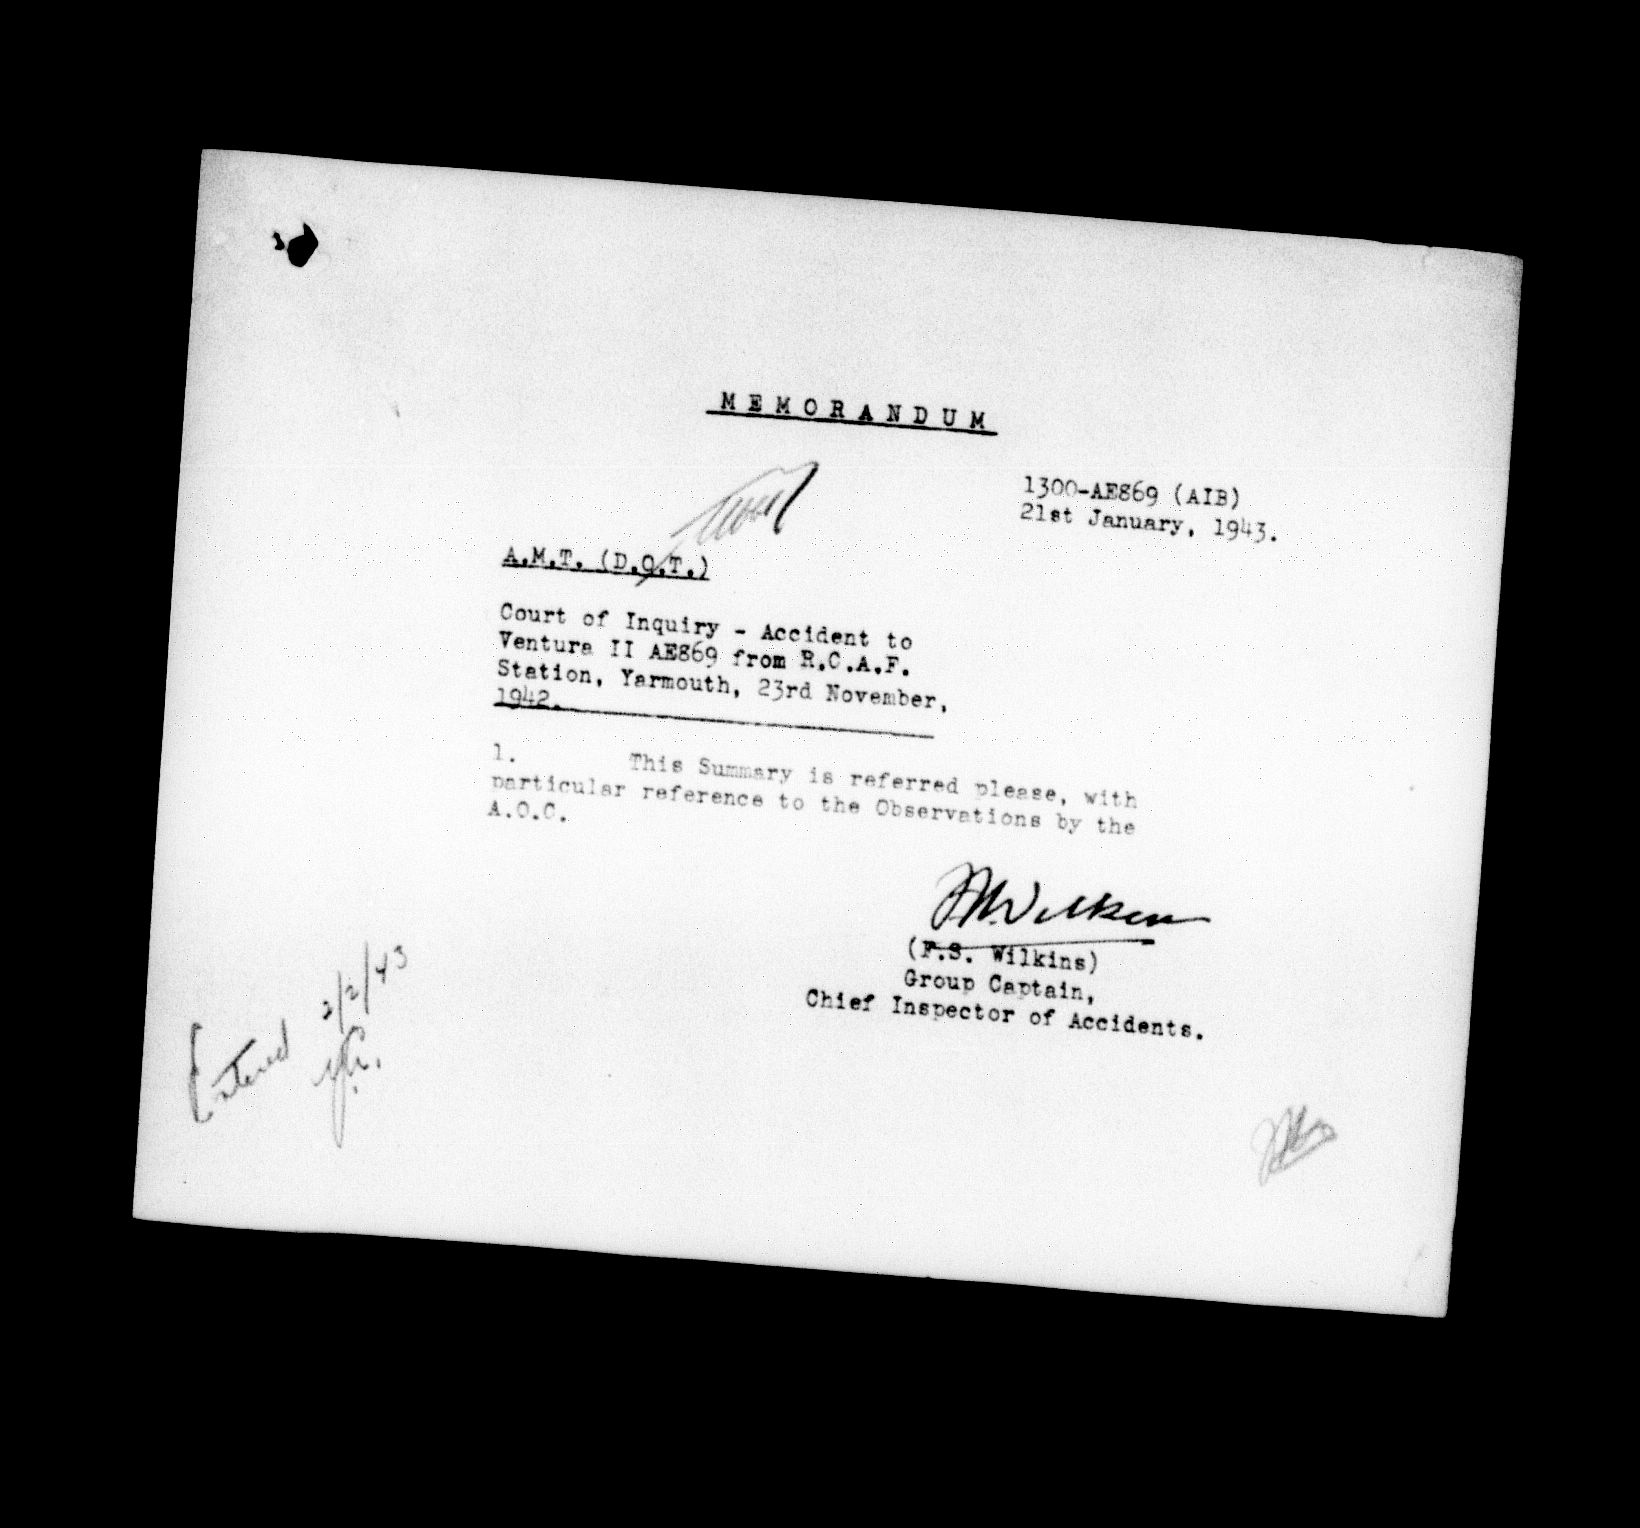 MEMORANDUM
1300-AE869 (AIB)
21st January, 1943.
A.M.T. (D.O.T.)
Court of Inquiry - Accident to
Ventura II AE869 from R.C.A.F.
Station, Yarmouth, 23rd November,
1942.
1. This Summary is referred please, with
particular reference to the Observations by the
A.O.C.
(F.S. Wilkins)
Group Captain,
Chief Inspector of Accidents.
Entered 2/2/43